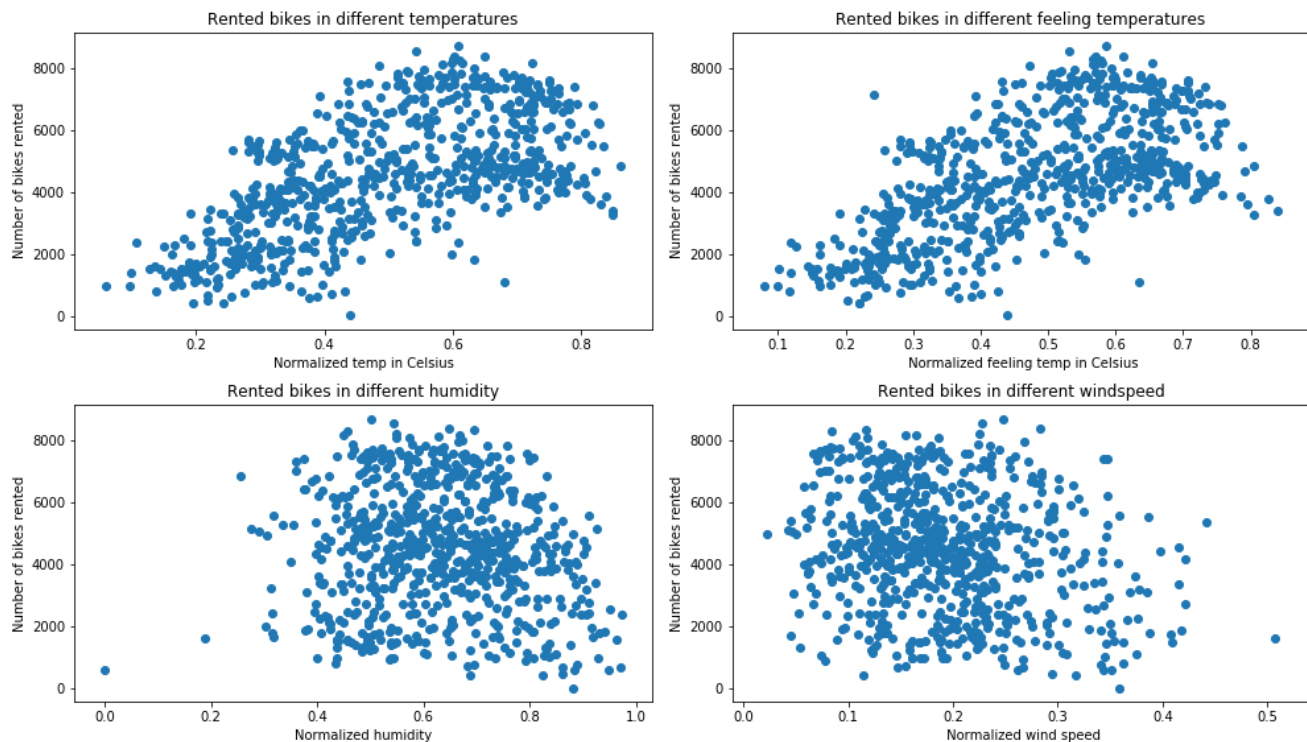 Rented bikes in different temperatures
Number of bikes rented
8000
6000
4000
2000
0
0.2 0.4 0.6 0.8
Normalized temp in Celsius
Rented bikes in different feeling temperatures
Number of bikes rented
8000
6000
4000
2000
0
0.1 0.2 0.3 0.4 0.5 0.6 0.7 0.8
Normalized feeling temp in Celsius
Rented bikes in different humidity
Number of bikes rented
8000
6000
4000
2000
0
0.0 0.2 0.4 0.6 0.8 1.0
Normalized humidity
Rented bikes in different windspeed
Number of bikes rented
8000
6000
4000
2000
0
0.0 0.1 0.2 0.3 0.4 0.5
Normalized wind speed